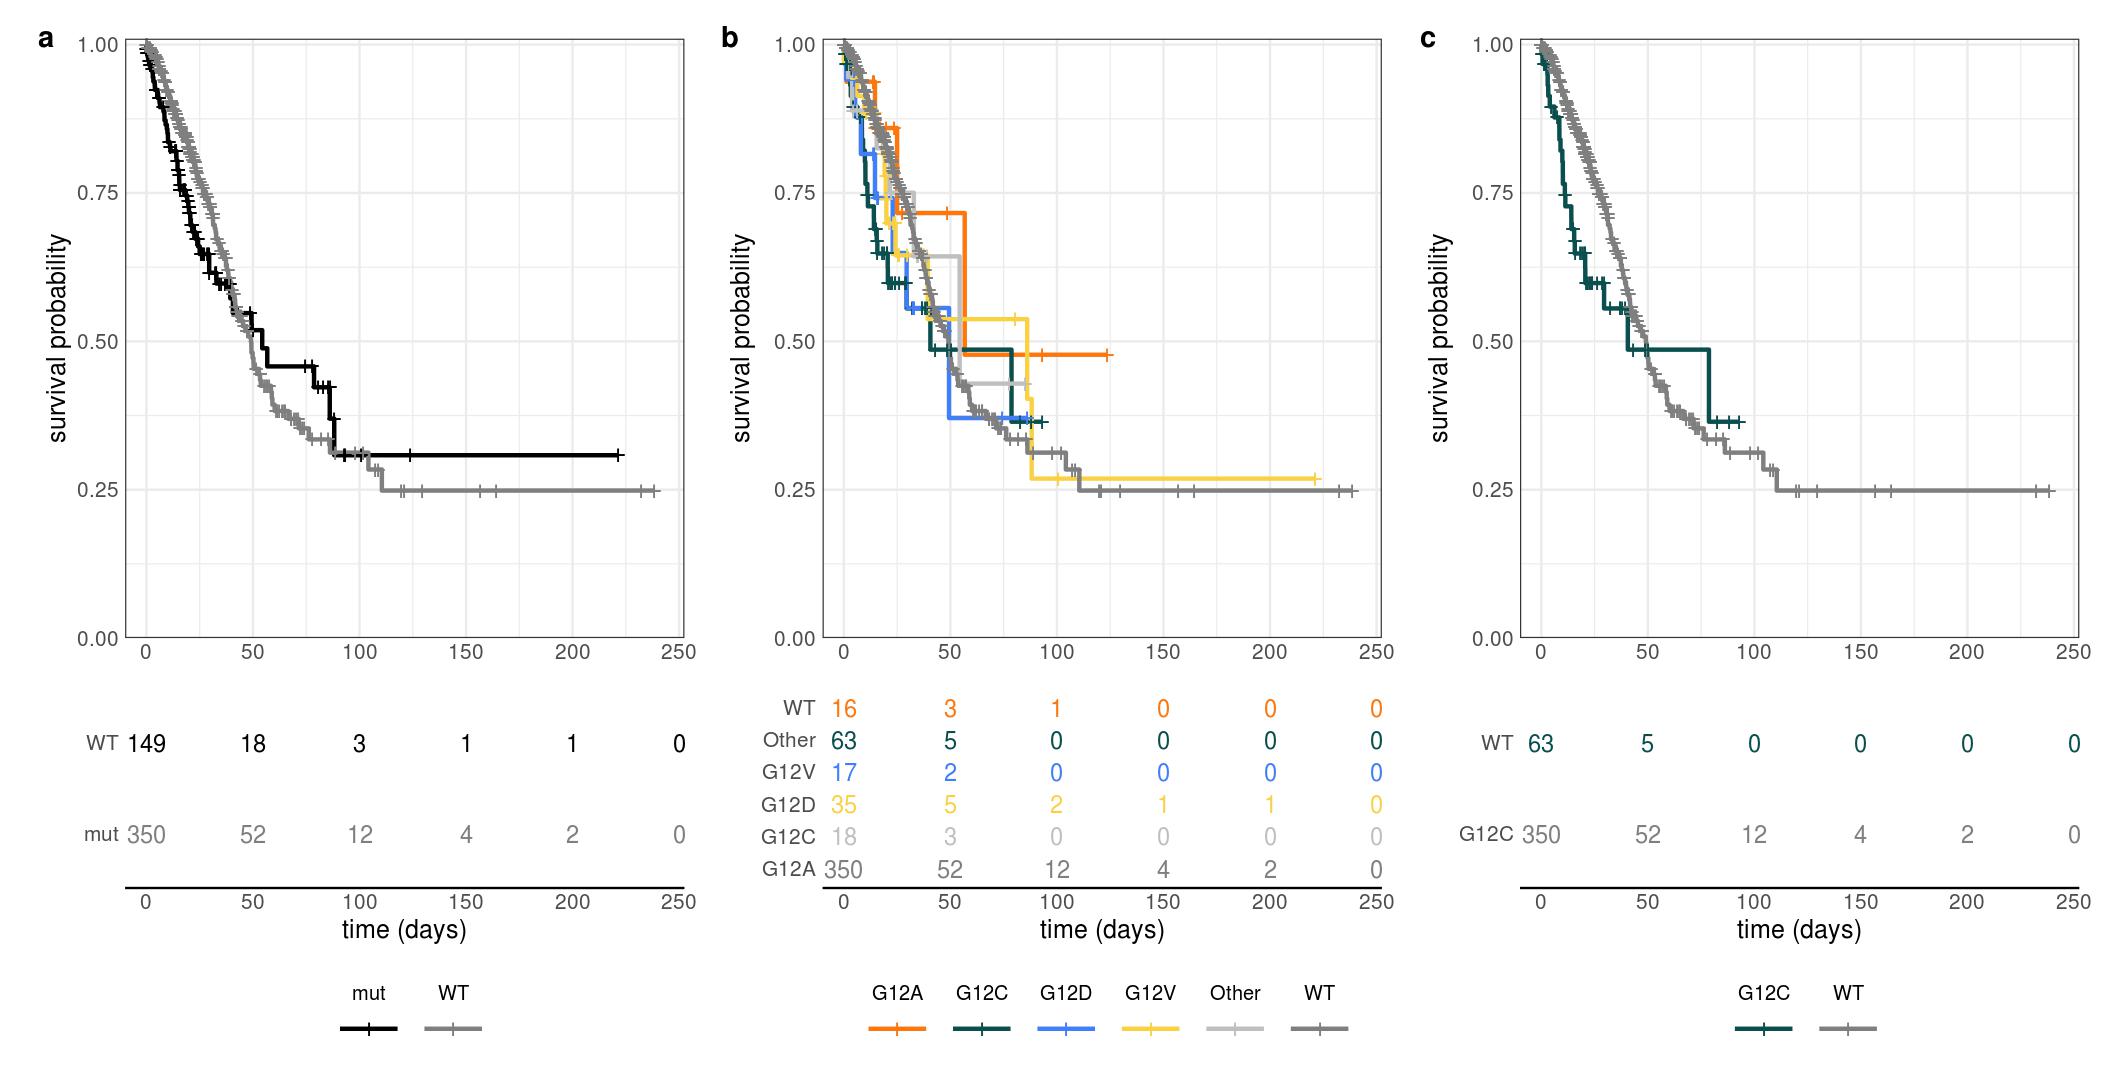 a
survival probability
1.00
0.75
0.50
0.25
0.00
0 50 100 150 200 250
WT 149 18 3 1 1 0
mut 350 52 12 4 2 0
0 50 100 150 200 250
time (days)
mut WT
b
survival probability
1.00
0.75
0.50
0.25
0.00
0 50 100 150 200 250
WT 16 3 1 0 0 0
Other 63 5 0 0 0 0
G12V 17 2 0 0 0 0
G12D 35 5 2 1 1 0
G12C 18 3 0 0 0 0
G12A 350 52 12 4 2 0
0 50 100 150 200 250
time (days)
G12A G12C G12D G12V Other WT
c
survival probability
1.00
0.75
0.50
0.25
0.00
0 50 100 150 200 250
WT 63 5 0 0 0 0
G12C 350 52 12 4 2 0
0 50 100 150 200 250
time (days)
G12C WT